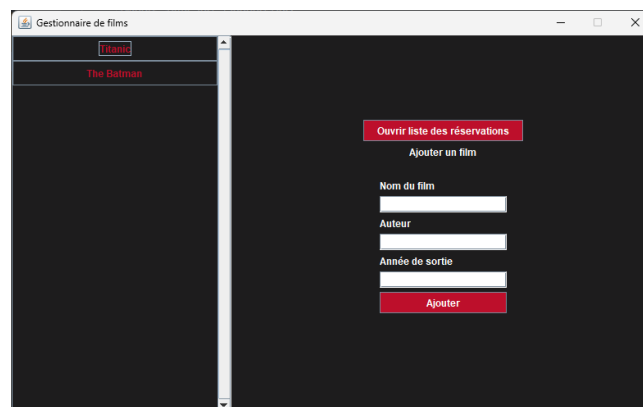 Gestionnaire de films
Titanic
The Batman
Ouvrir liste des réservations
Ajouter un film
Nom du film
Auteur
Année de sortie
Ajouter